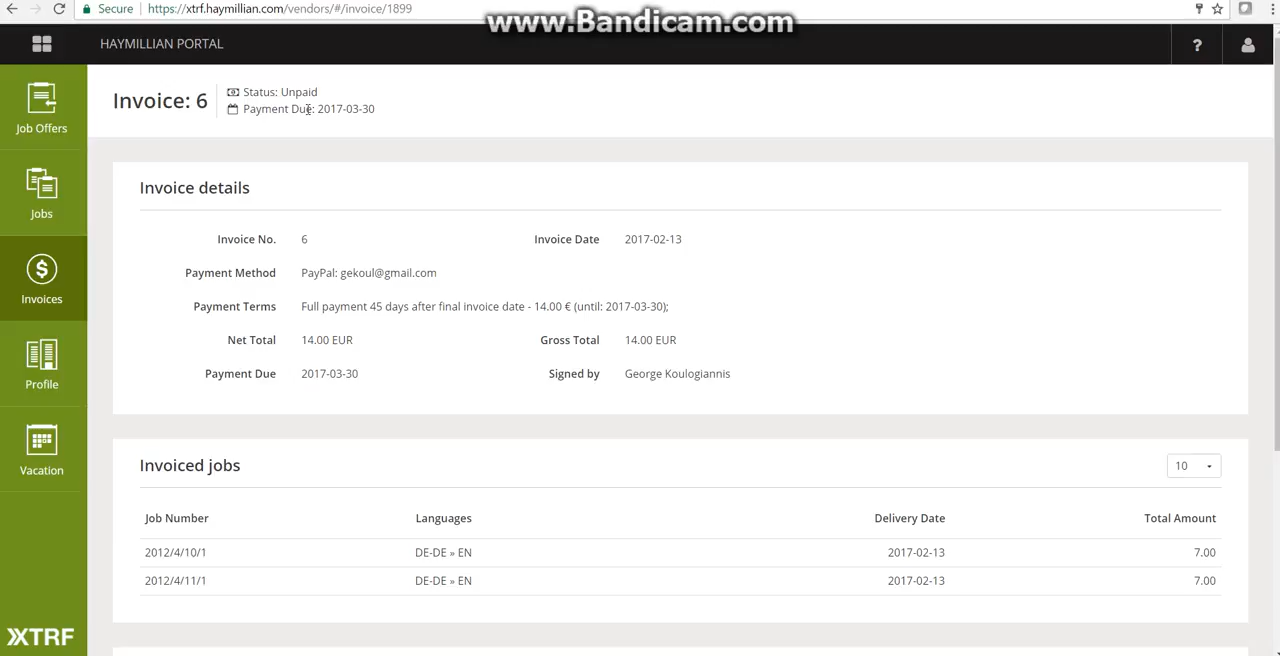 Secure https://xtrf.haymillian.com/vendors/#/invoice/1899
www.Bandicam.com
HAYMILLIAN PORTAL
?
Job Offers
Jobs
Invoices
Profile
Vacation
XTRF
Invoice: 6
Status: Unpaid
Payment Due: 2017-03-30
Invoice details
Invoice No. 6 Invoice Date 2017-02-13
Payment Method PayPal: gekoul@gmail.com
Payment Terms Full payment 45 days after final invoice date - 14.00 € (until: 2017-03-30);
Net Total 14.00 EUR Gross Total 14.00 EUR
Payment Due 2017-03-30 Signed by George Koulogiannis
Invoiced jobs 10
Job Number Languages Delivery Date Total Amount
2012/4/10/1 DE-DE » EN 2017-02-13 7.00
2012/4/11/1 DE-DE » EN 2017-02-13 7.00